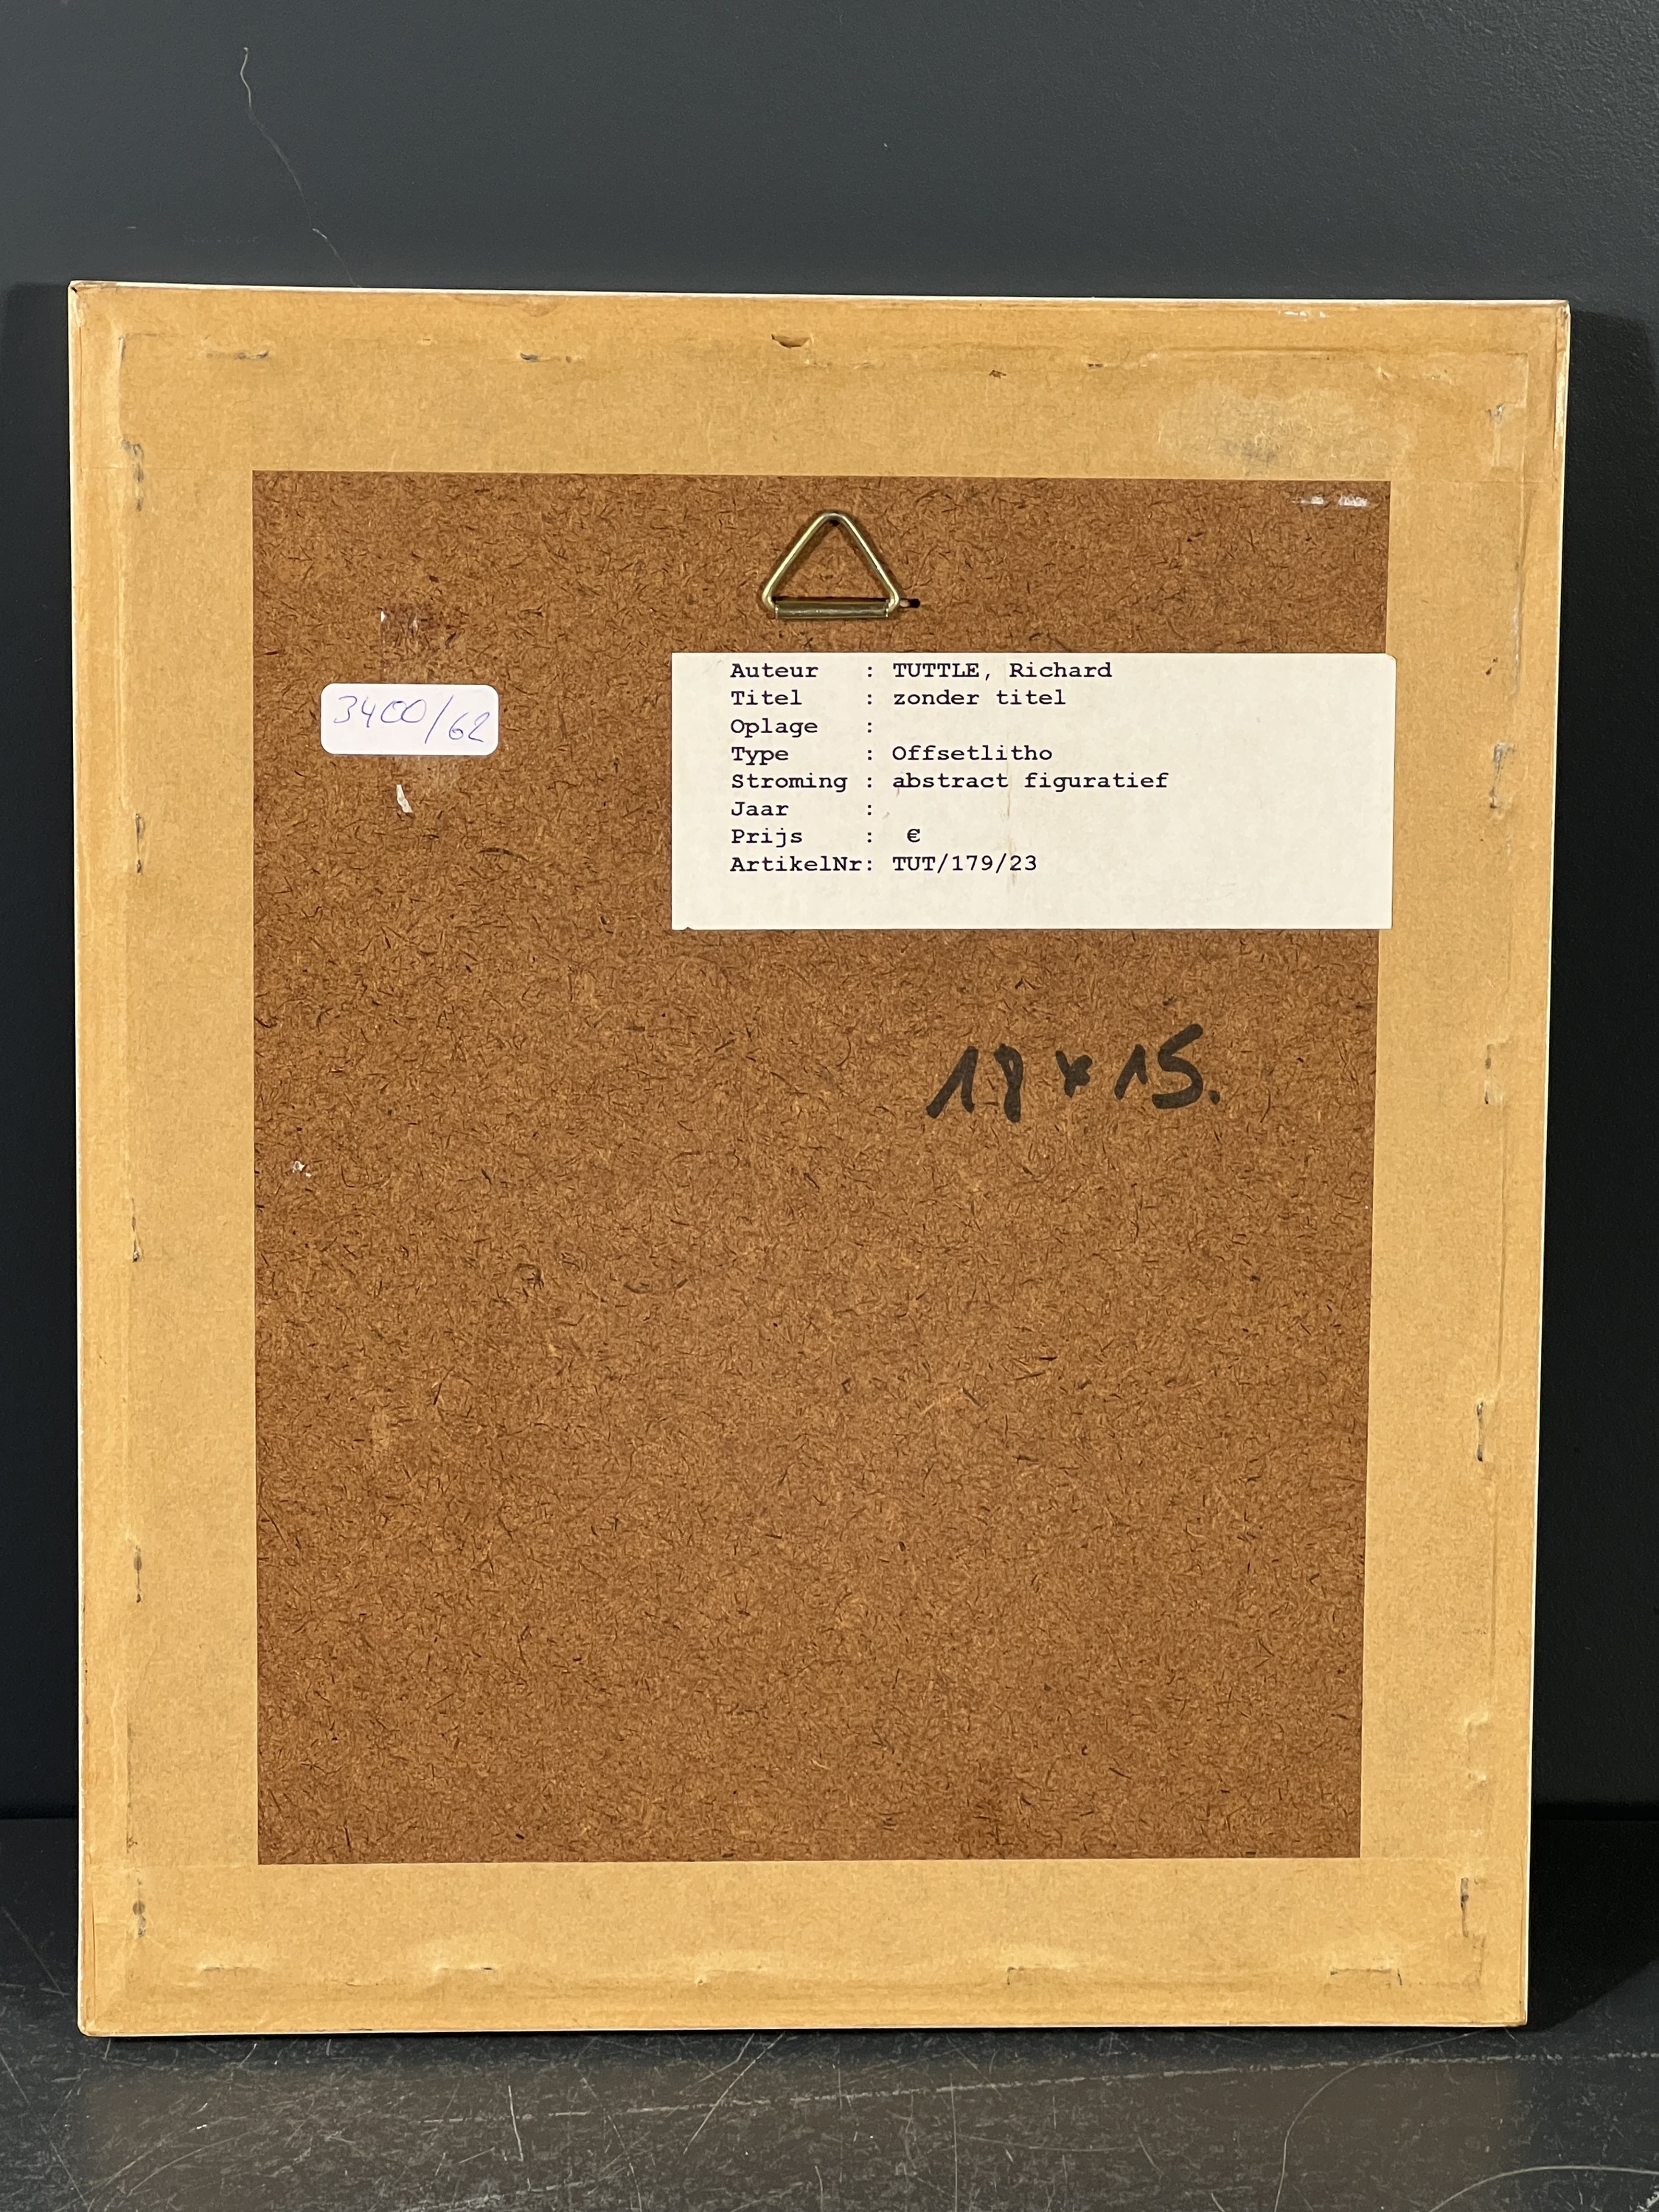 Auteur : TUTTLE, Richard
Titel : zonder titel
Oplage :
Type : Offsetlitho
Stroming : abstract figuratief
Jaar :
Prijs : €
ArtikelNr: TUT/179/23
3400/62
18 x 15.